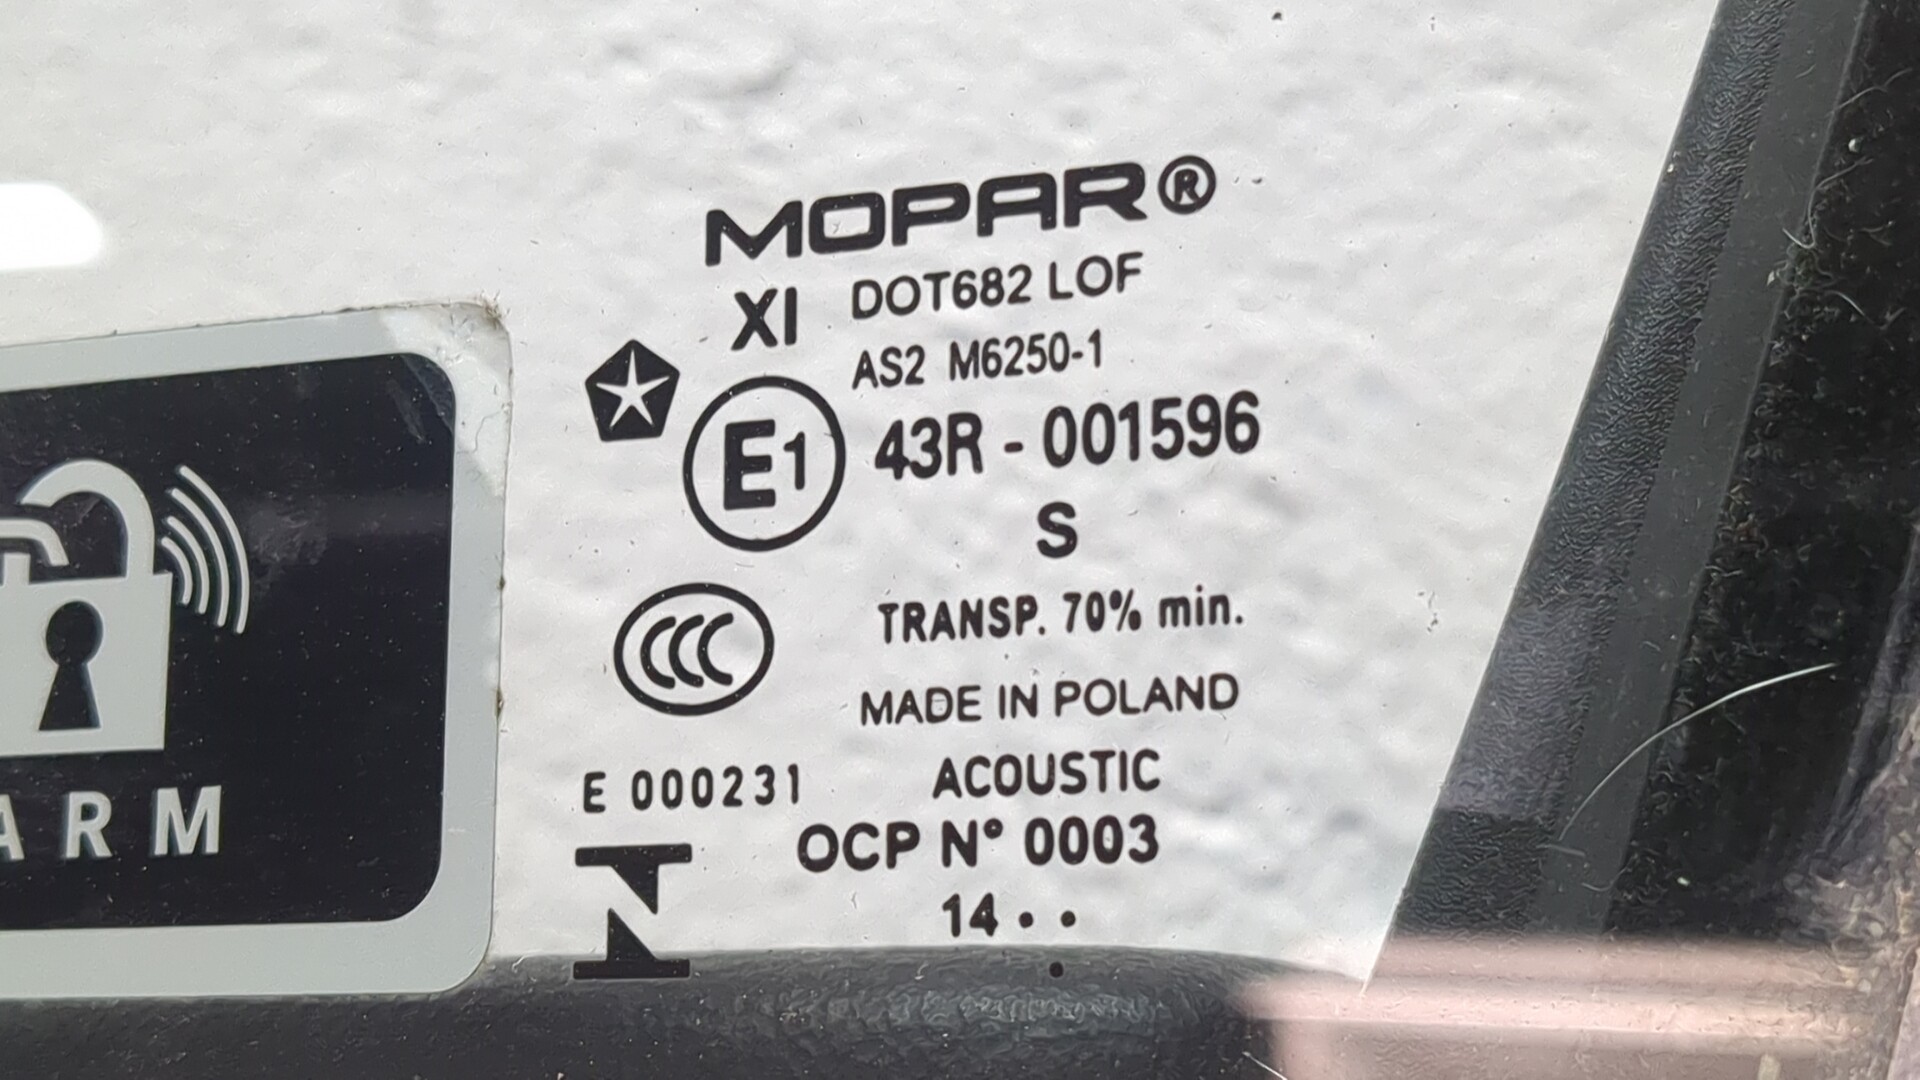 MOPAR®
XI DOT682 LOF
AS2 M6250-1
E1 43R - 001596
S
CCC TRANSP. 70% min.
MADE IN POLAND
E 000231 ACOUSTIC
OCP N° 0003
14 • •
•
ARM